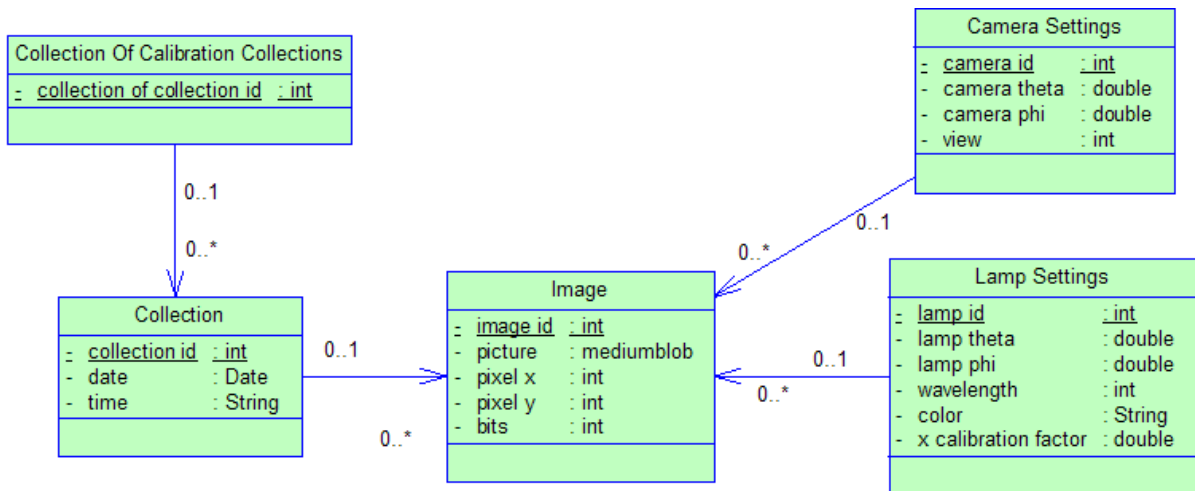 Collection Of Calibration Collections
- collection of collection id : int
0..1
0..*
Camera Settings
- camera id : int
- camera theta : double
- camera phi : double
- view : int
0..1
0..*
Collection
- collection id : int
- date : Date
- time : String
0..1
0..*
Image
- image id : int
- picture : mediumblob
- pixel x : int
- pixel y : int
- bits : int
Lamp Settings
- lamp id : int
- lamp theta : double
- lamp phi : double
- wavelength : int
- color : String
- x calibration factor : double
0..1
0..*